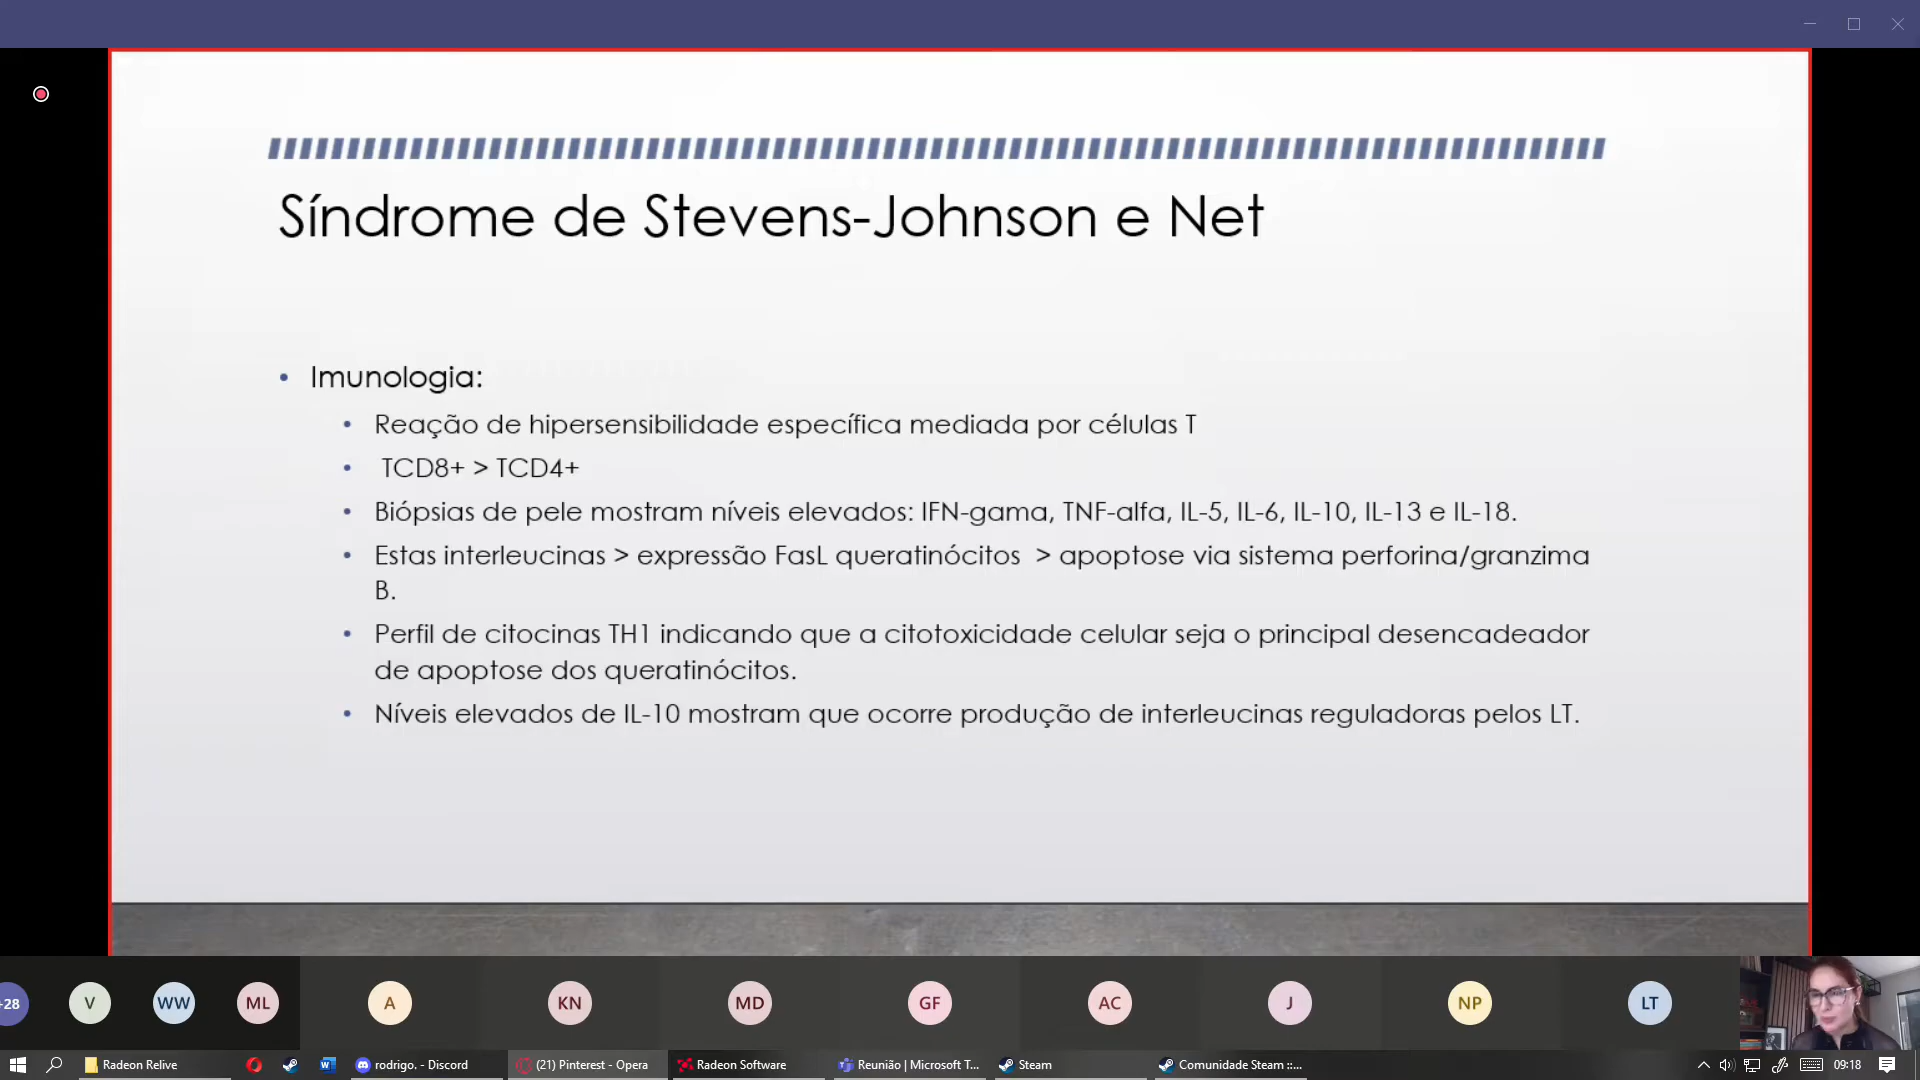 Síndrome de Stevens-Johnson e Net
• Imunologia:
• Reação de hipersensibilidade específica mediada por células T
• TCD8+ > TCD4+
• Biópsias de pele mostram níveis elevados: IFN-gama, TNF-alfa, IL-5, IL-6, IL-10, IL-13 e IL-18.
• Estas interleucinas > expressão FasL queratinócitos > apoptose via sistema perforina/granzima
B.
• Perfil de citocinas TH1 indicando que a citotoxicidade celular seja o principal desencadeador
de apoptose dos queratinócitos.
• Níveis elevados de IL-10 mostram que ocorre produção de interleucinas reguladoras pelos LT.
+28 V WW ML A KN MD GF AC J NP LT
Radeon Relive rodrigo. - Discord (21) Pinterest - Opera Radeon Software Reunião | Microsoft T... Steam Comunidade Steam ::... 09:18